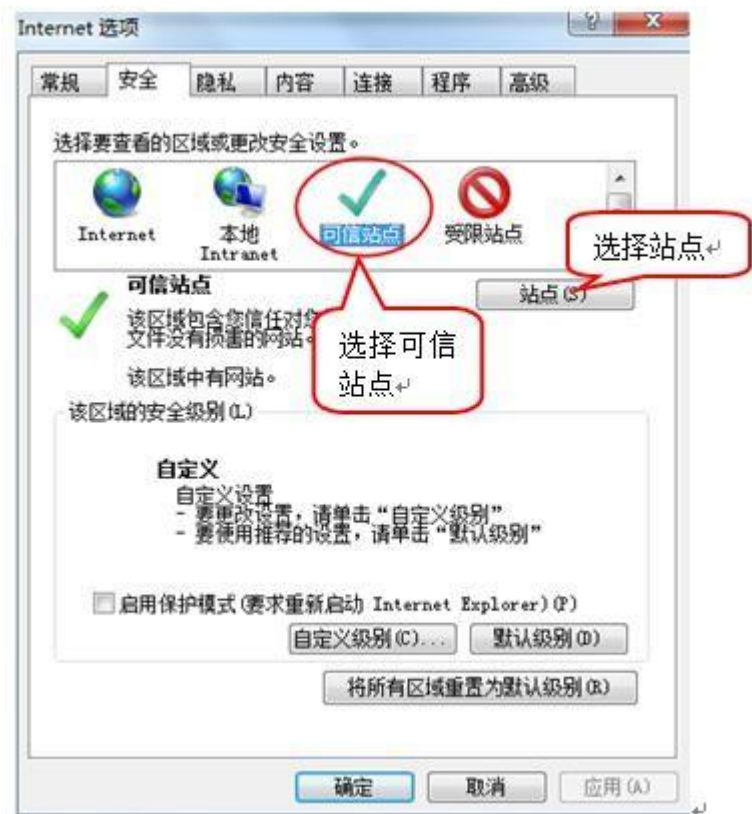 Internet 选项
常规 安全 隐私 内容 连接 程序 高级
选择要查看的区域或更改安全设置。
Internet 本地 Intranet 可信站点 受限站点
选择站点
可信站点
站点(S)
该区域包含您信任对您
文件没有损害的网站。
选择可信
站点
该区域中有网站。
该区域的安全级别(L)
自定义
自定义设置
- 要更改设置，请单击“自定义级别”
- 要使用推荐的设置，请单击“默认级别”
启用保护模式(要求重新启动 Internet Explorer)(P)
自定义级别(C)... 默认级别(D)
将所有区域重置为默认级别(R)
确定 取消 应用(A)